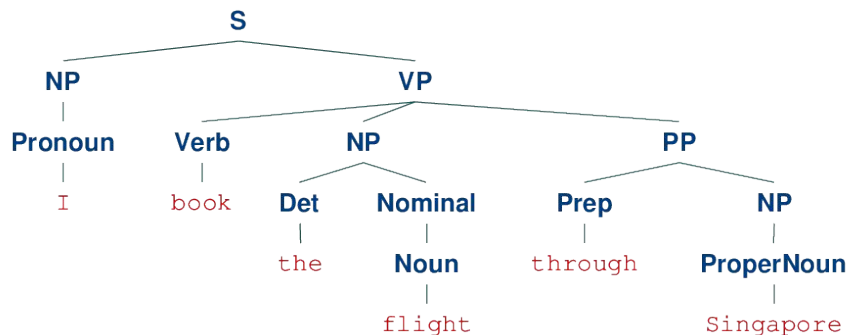 S
NP VP
Pronoun Verb NP PP
I book Det Nominal Prep NP
the Noun through ProperNoun
flight Singapore